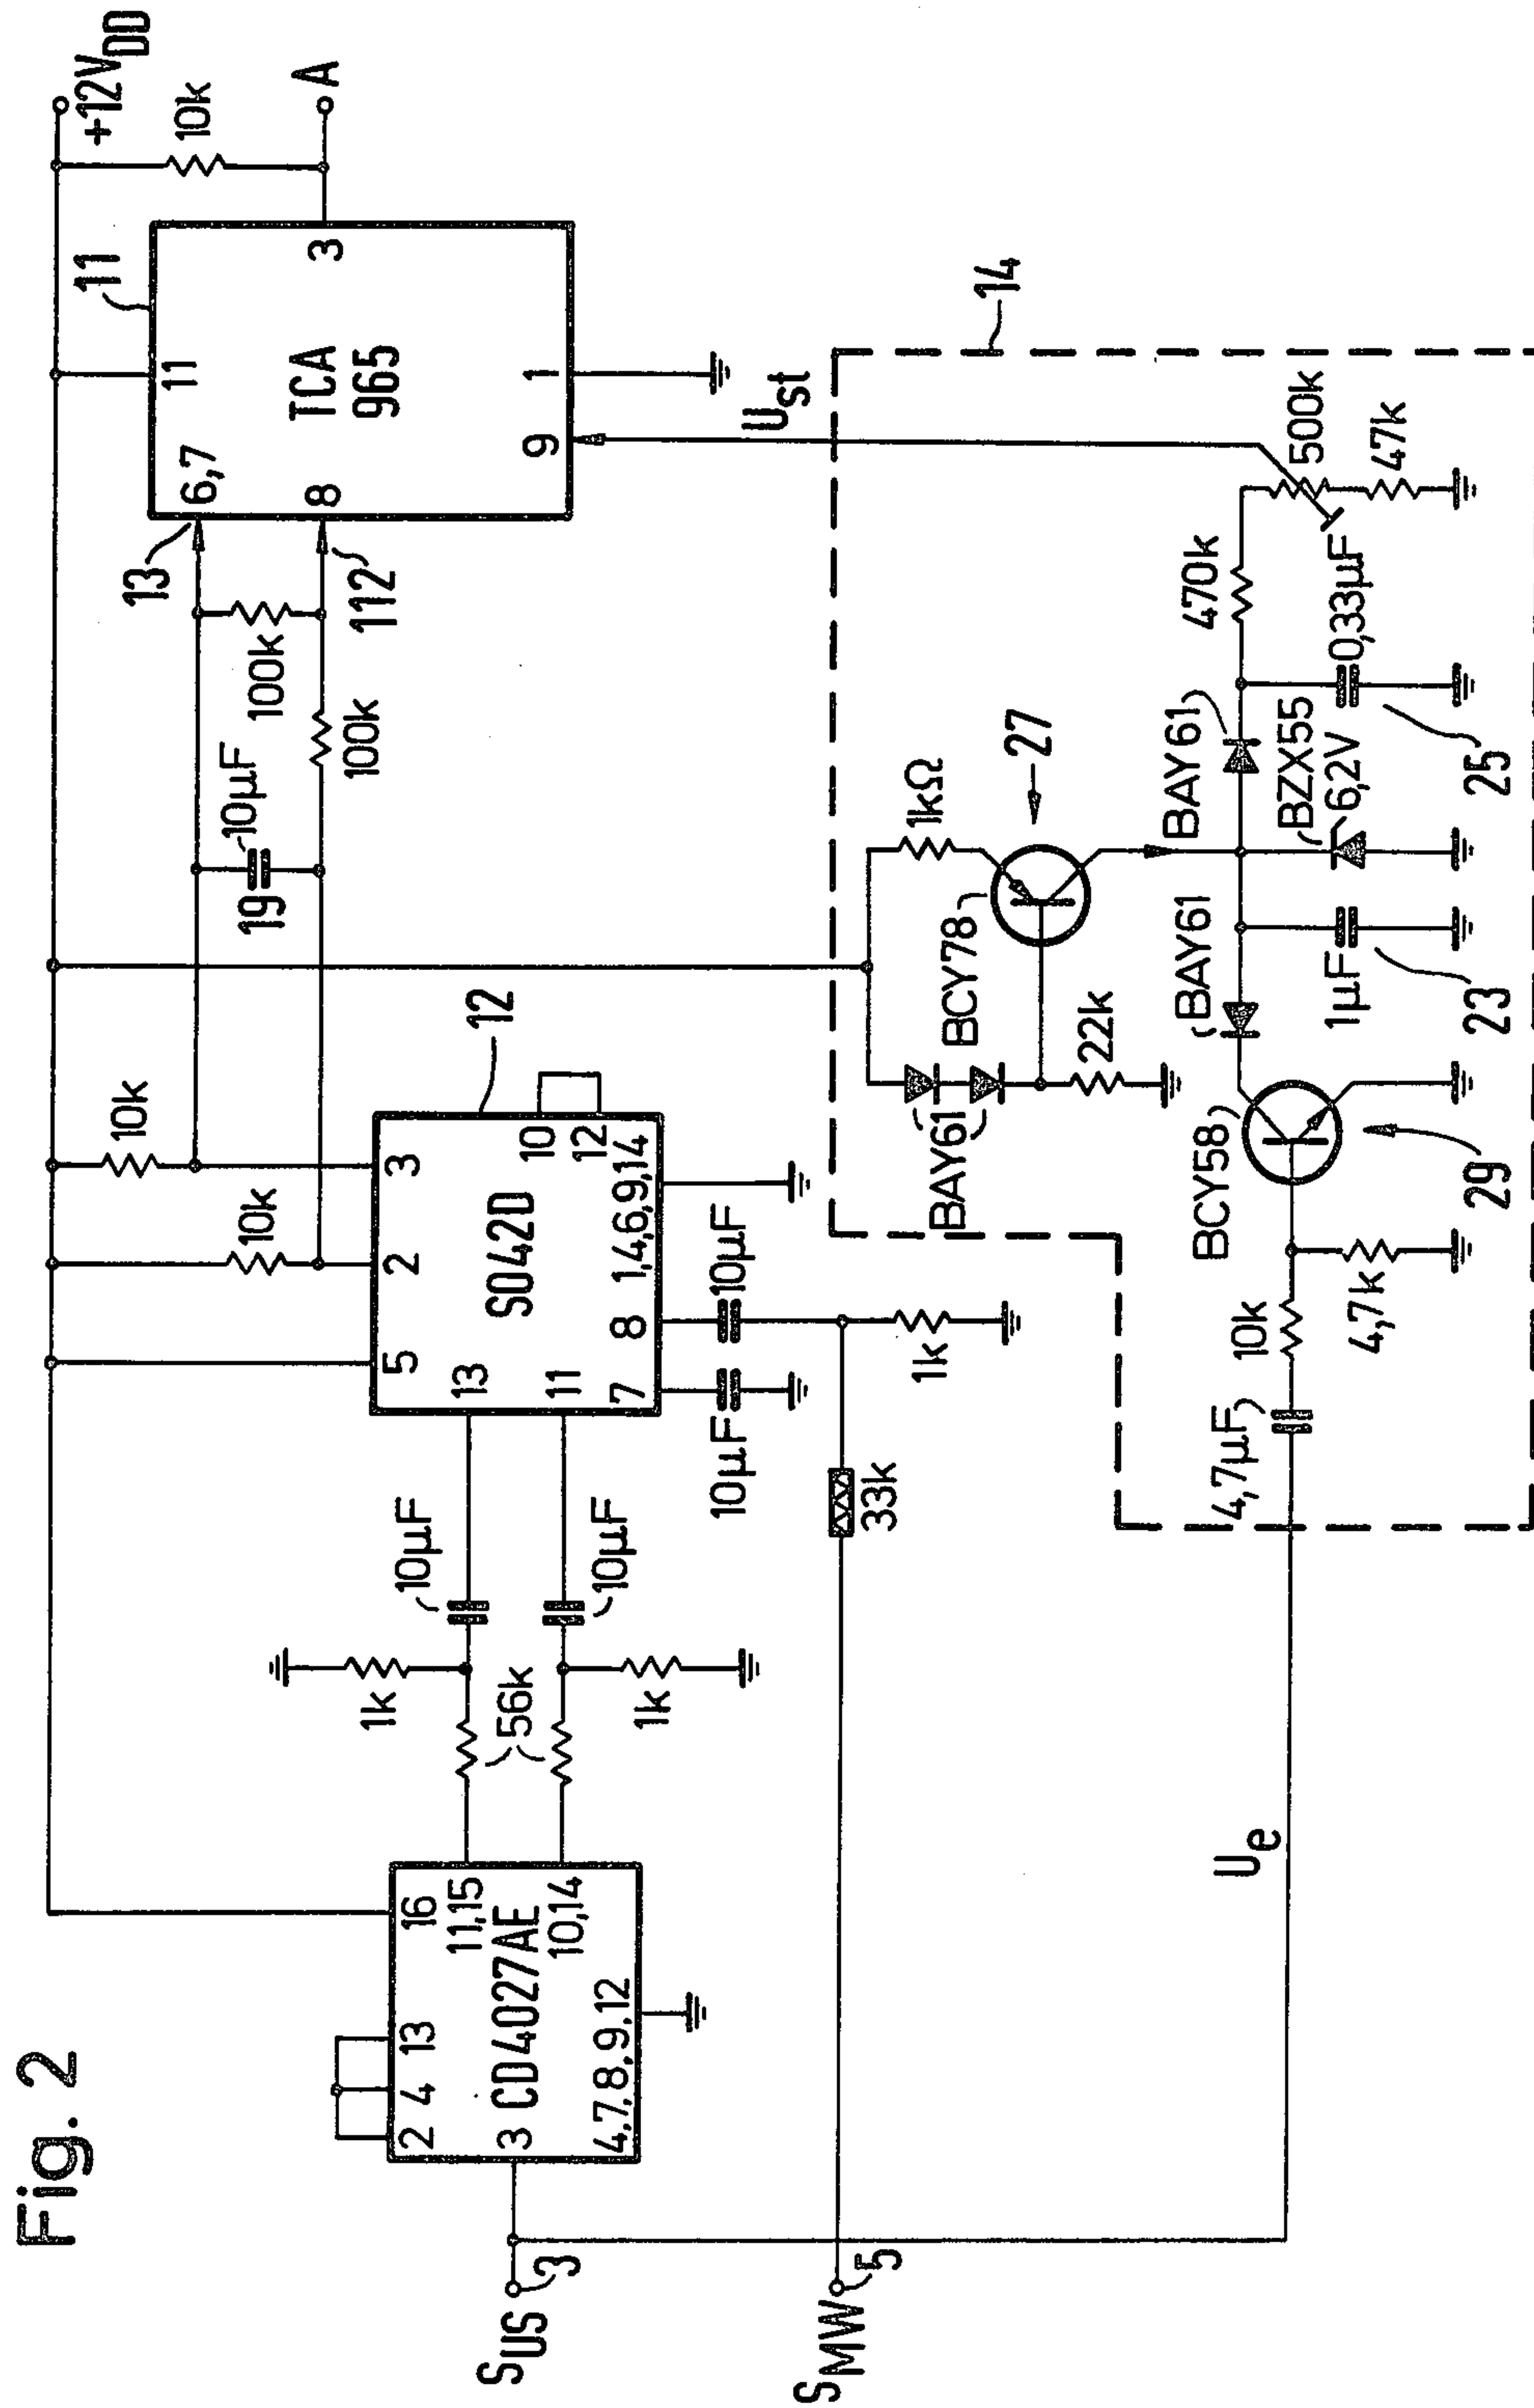 Fig. 2
+12V_DD
10k
A
11
11
TCA
965
3
6,7
8
9
1
13
112
100k
100k
10µF
19
U_st
12
10k
10k
5
2
3
S042D
10
12
13
11
7
8
1,4,6,9,14
10µF
10µF
10µF
10µF
1k
1k
56k
1k
33k
2
4
13
16
3
CD4027AE
11,15
10,14
4,7,8,9,12
S_US
3
S_MW
5
U_e
14
BAY61
BCY78
1kΩ
27
22k
BCY58
29
BAY61
BAY61
470k
500k
47k
1µF
23
BZX55
6,2V
0,33µF
25
4,7µF
10k
4,7k